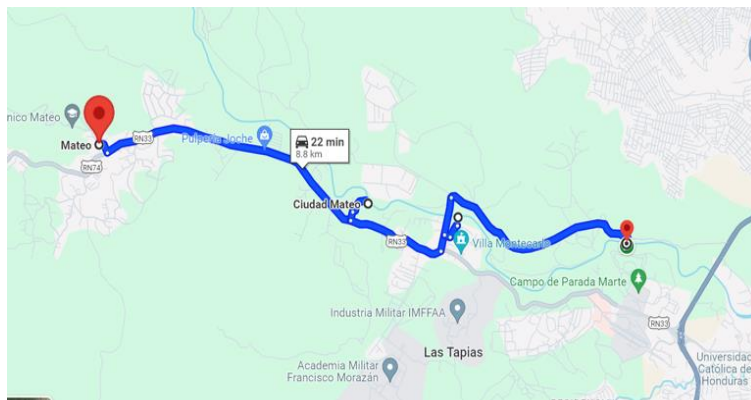 nico Mateo
Mateo
RN33
RN74
Pulpería Joche
22 min
8.8 km
Ciudad Mateo
RN33
Villa Montecarlo
Campo de Parada Marte
Industria Militar IMFFAA
RN33
Las Tapias
Academia Militar
Francisco Morazán
Universidad
Católica de
Honduras